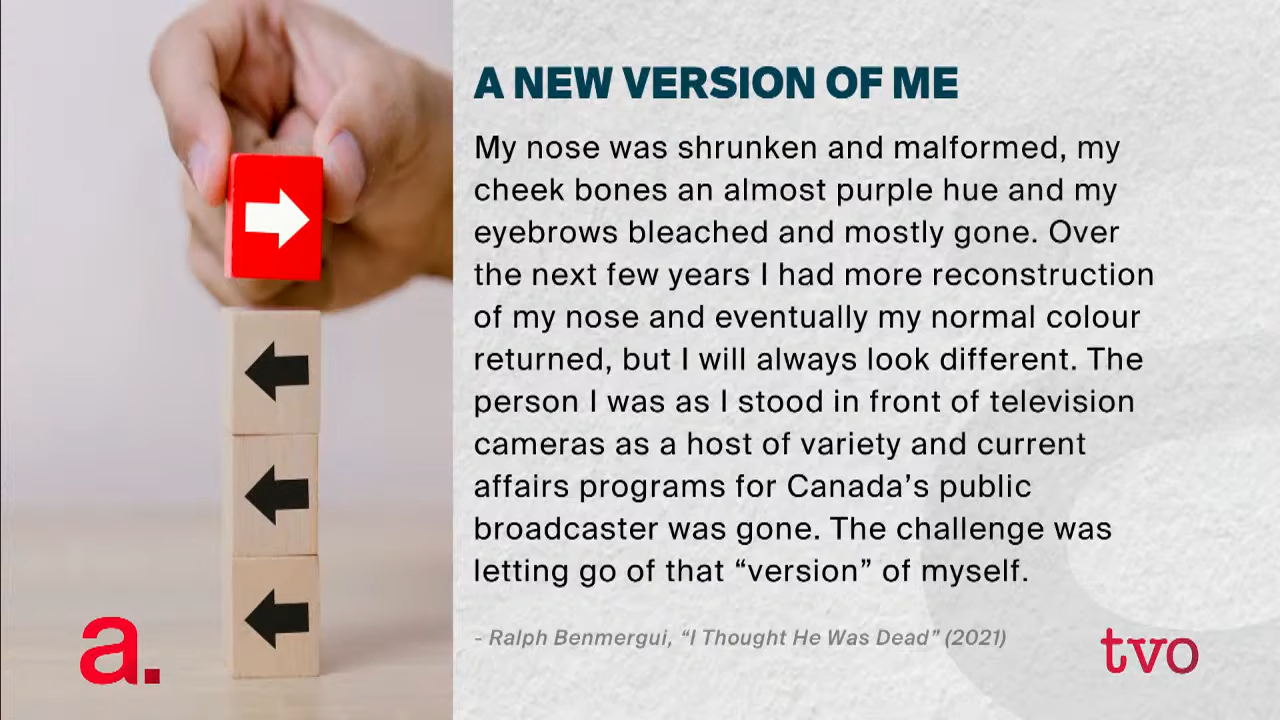 A NEW VERSION OF ME
My nose was shrunken and malformed, my
cheek bones an almost purple hue and my
eyebrows bleached and mostly gone. Over
the next few years I had more reconstruction
of my nose and eventually my normal colour
returned, but I will always look different. The
person I was as I stood in front of television
cameras as a host of variety and current
affairs programs for Canada’s public
broadcaster was gone. The challenge was
letting go of that “version” of myself.
- Ralph Benmergui, “I Thought He Was Dead” (2021)
a.
tvo